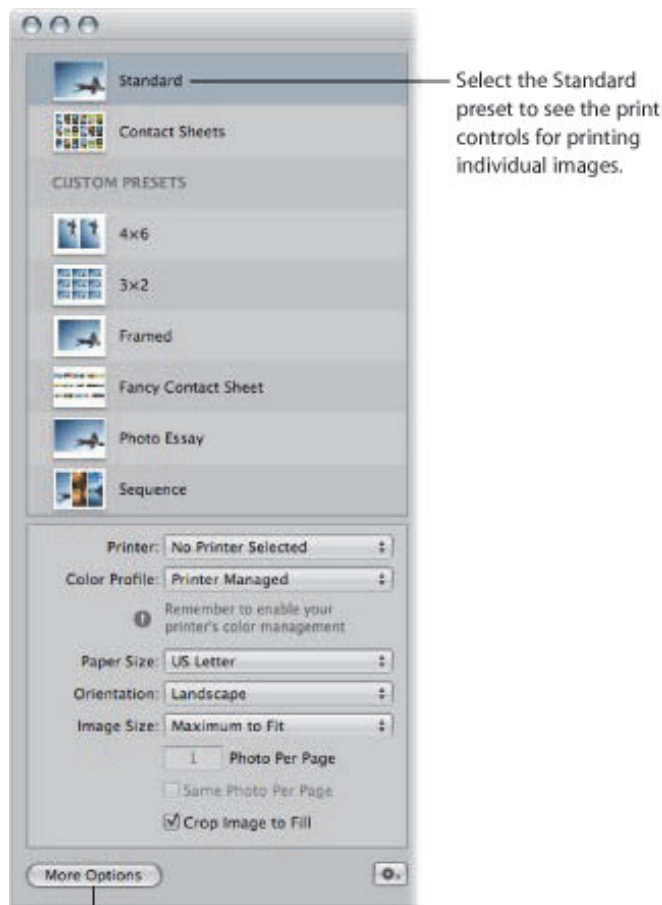 Standard
Select the Standard
preset to see the print
controls for printing
individual images.
Contact Sheets
CUSTOM PRESETS
4×6
3×2
Framed
Fancy Contact Sheet
Photo Essay
Sequence
Printer: No Printer Selected
Color Profile: Printer Managed
Remember to enable your
printer's color management
Paper Size: US Letter
Orientation: Landscape
Image Size: Maximum to Fit
1 Photo Per Page
Same Photo Per Page
Crop Image to Fill
More Options